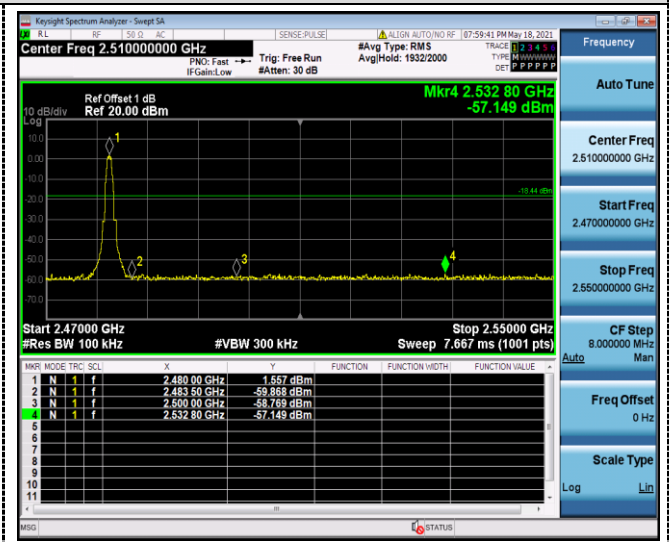 Keysight Spectrum Analyzer - Swept SA
RL RF 50 Ω AC SENSE:PULSE ALIGN AUTO/NO RF 07:59:41 PM May 18, 2021
Center Freq 2.510000000 GHz
PNO: Fast
IFGain:Low
Trig: Free Run
#Atten: 30 dB
#Avg Type: RMS
Avg|Hold: 1932/2000
TRACE 1 2 3 4 5 6
TYPE M WWWWW
DET P P P P P P
Ref Offset 1 dB
Ref 20.00 dBm
10 dB/div
Log
Mkr4 2.532 80 GHz
-57.149 dBm
10.0
0.00
-10.0
-20.0
-30.0
-40.0
-50.0
-60.0
-70.0
1
2
3
4
-18.44 dBm
Start 2.47000 GHz Stop 2.55000 GHz
#Res BW 100 kHz #VBW 300 kHz Sweep 7.667 ms (1001 pts)
MKR MODE TRC SCL X Y FUNCTION FUNCTION WIDTH FUNCTION VALUE
1 N 1 f 2.480 00 GHz 1.557 dBm
2 N 1 f 2.483 50 GHz -59.868 dBm
3 N 1 f 2.500 00 GHz -58.769 dBm
4 N 1 f 2.532 80 GHz -57.149 dBm
5
6
7
8
9
10
11
MSG STATUS
Frequency
Auto Tune
Center Freq
2.510000000 GHz
Start Freq
2.470000000 GHz
Stop Freq
2.550000000 GHz
CF Step
8.000000 MHz
Auto Man
Freq Offset
0 Hz
Scale Type
Log Lin